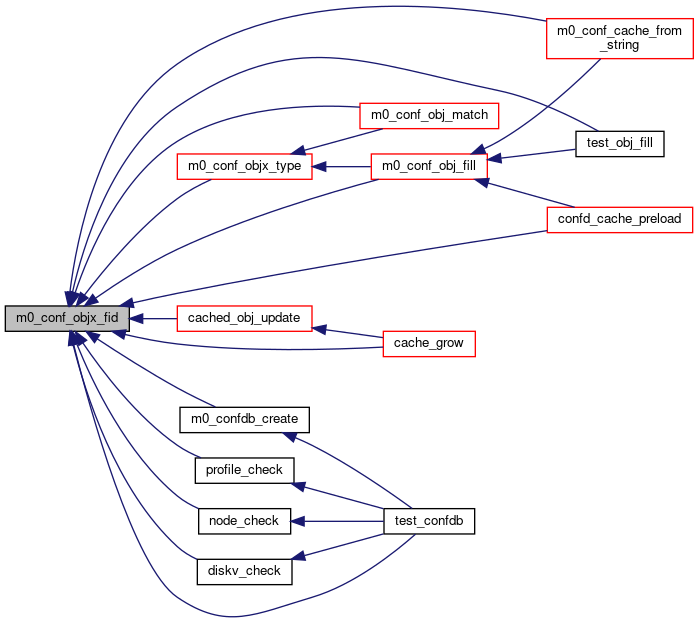 m0_conf_cache_from
_string
m0_conf_obj_match
test_obj_fill
m0_conf_objx_type
m0_conf_obj_fill
confd_cache_preload
m0_conf_objx_fid
cached_obj_update
cache_grow
m0_confdb_create
profile_check
node_check
test_confdb
diskv_check